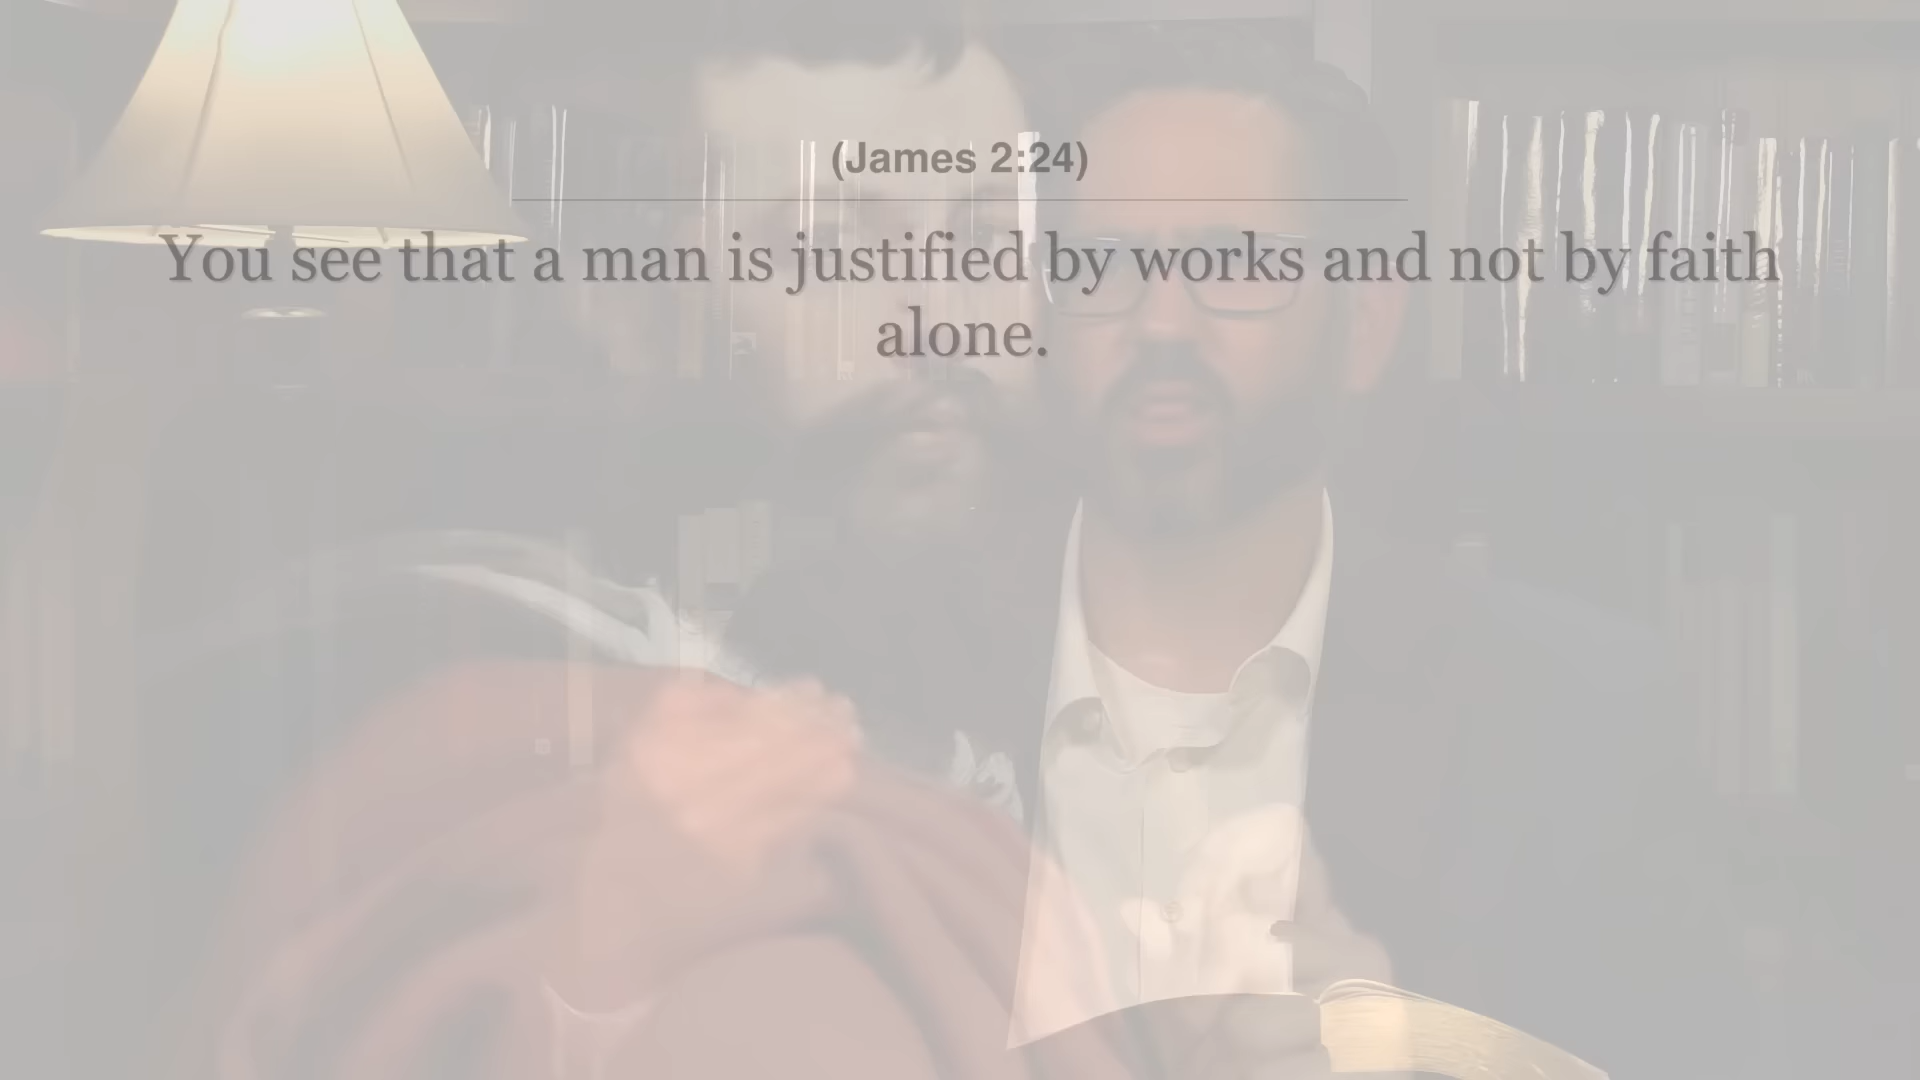 (James 2:24)
You see that a man is justified by works and not by faith
alone.